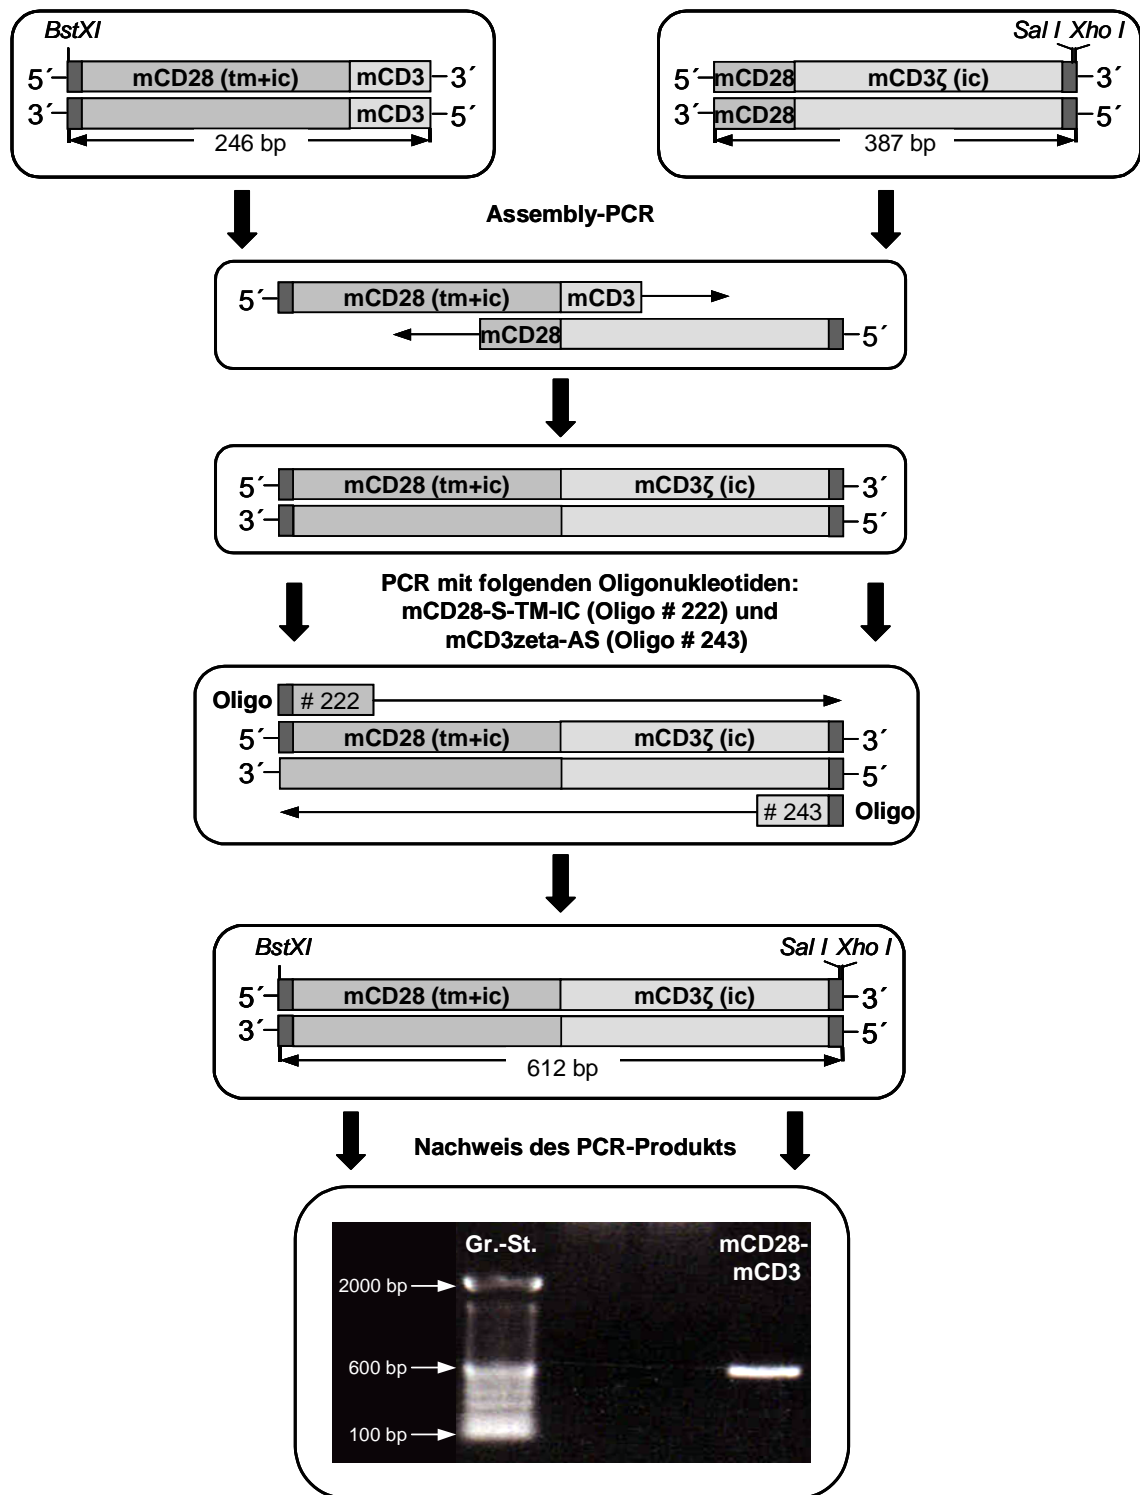 BstXI
5´ mCD28 (tm+ic) mCD3 3´
3´ mCD3 5´
246 bp
Sal I Xho I
5´ mCD28 mCD3ζ (ic) 3´
3´ mCD28 5´
387 bp
Assembly-PCR
5´ mCD28 (tm+ic) mCD3
mCD28 5´
5´ mCD28 (tm+ic) mCD3ζ (ic) 3´
3´ 5´
PCR mit folgenden Oligonukleotiden:
mCD28-S-TM-IC (Oligo # 222) und
mCD3zeta-AS (Oligo # 243)
Oligo # 222
5´ mCD28 (tm+ic) mCD3ζ (ic) 3´
3´ 5´
# 243 Oligo
BstXI Sal I Xho I
5´ mCD28 (tm+ic) mCD3ζ (ic) 3´
3´ 5´
612 bp
Nachweis des PCR-Produkts
Gr.-St. mCD28-
mCD3
2000 bp
600 bp
100 bp